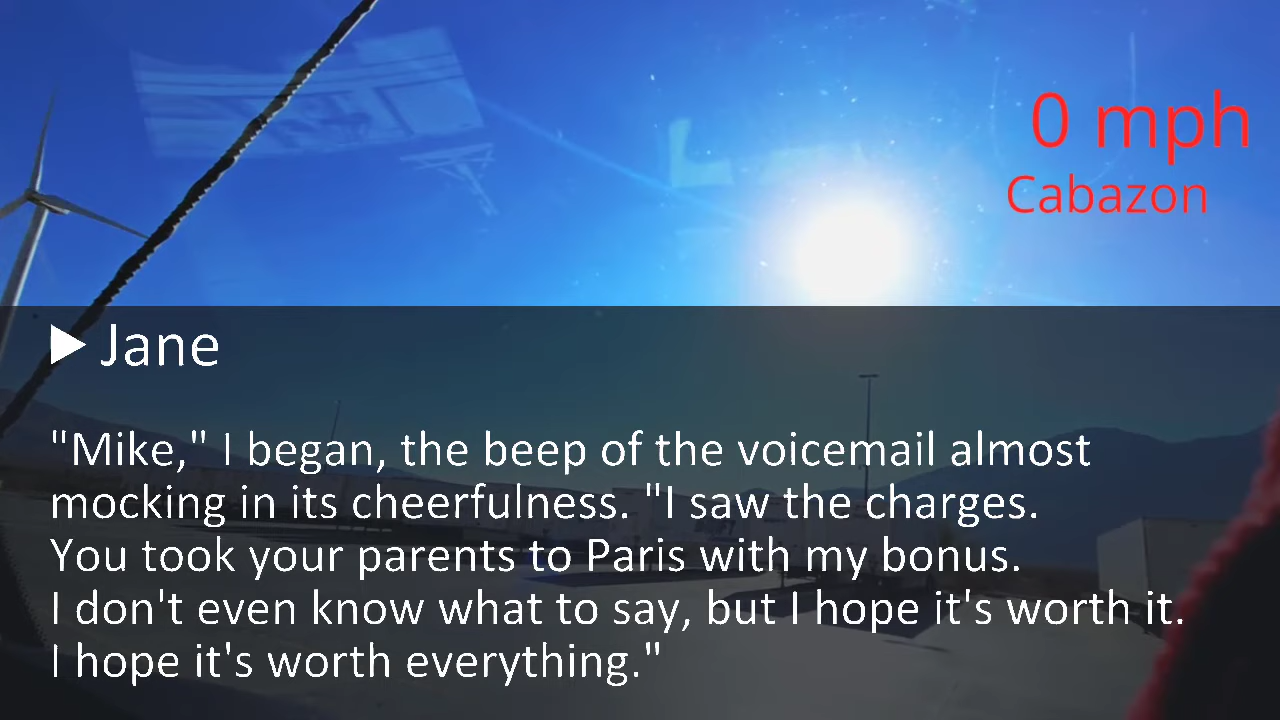 0 mph
Cabazon
Jane
"Mike," I began, the beep of the voicemail almost
mocking in its cheerfulness. "I saw the charges.
You took your parents to Paris with my bonus.
I don't even know what to say, but I hope it's worth it.
I hope it's worth everything."